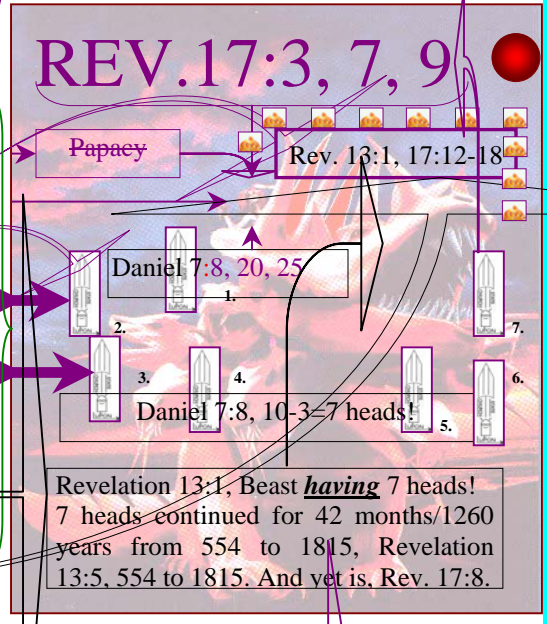 REV.17:3, 7, 9
Papacy
Rev. 13:1, 17:12-18
Daniel 7:8, 20, 25
1.
2.
7.
3.
4.
6.
Daniel 7:8, 10-3=7 heads!
5.
Revelation 13:1, Beast having 7 heads!
7 heads continued for 42 months/1260
years from 554 to 1815, Revelation
13:5, 554 to 1815. And yet is, Rev. 17:8.